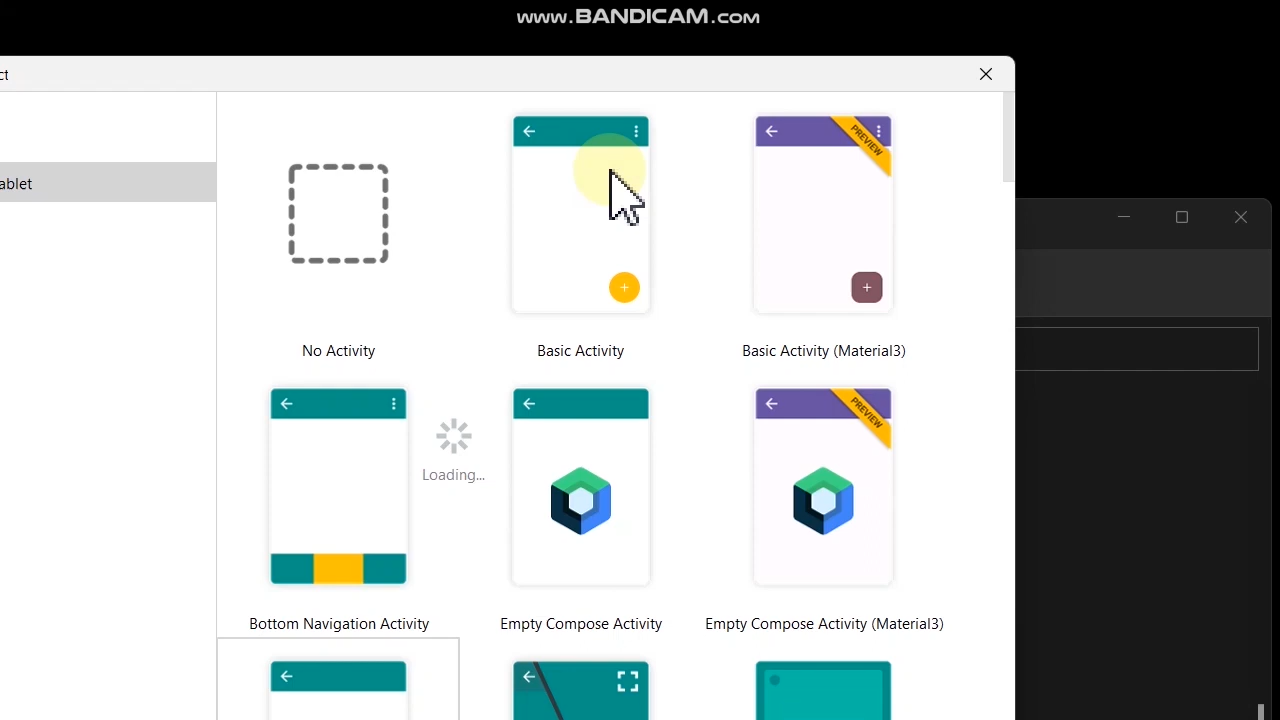 www.BANDICAM.com
ct
ablet
PREVIEW
No Activity
Basic Activity
Basic Activity (Material3)
Loading...
PREVIEW
Bottom Navigation Activity
Empty Compose Activity
Empty Compose Activity (Material3)